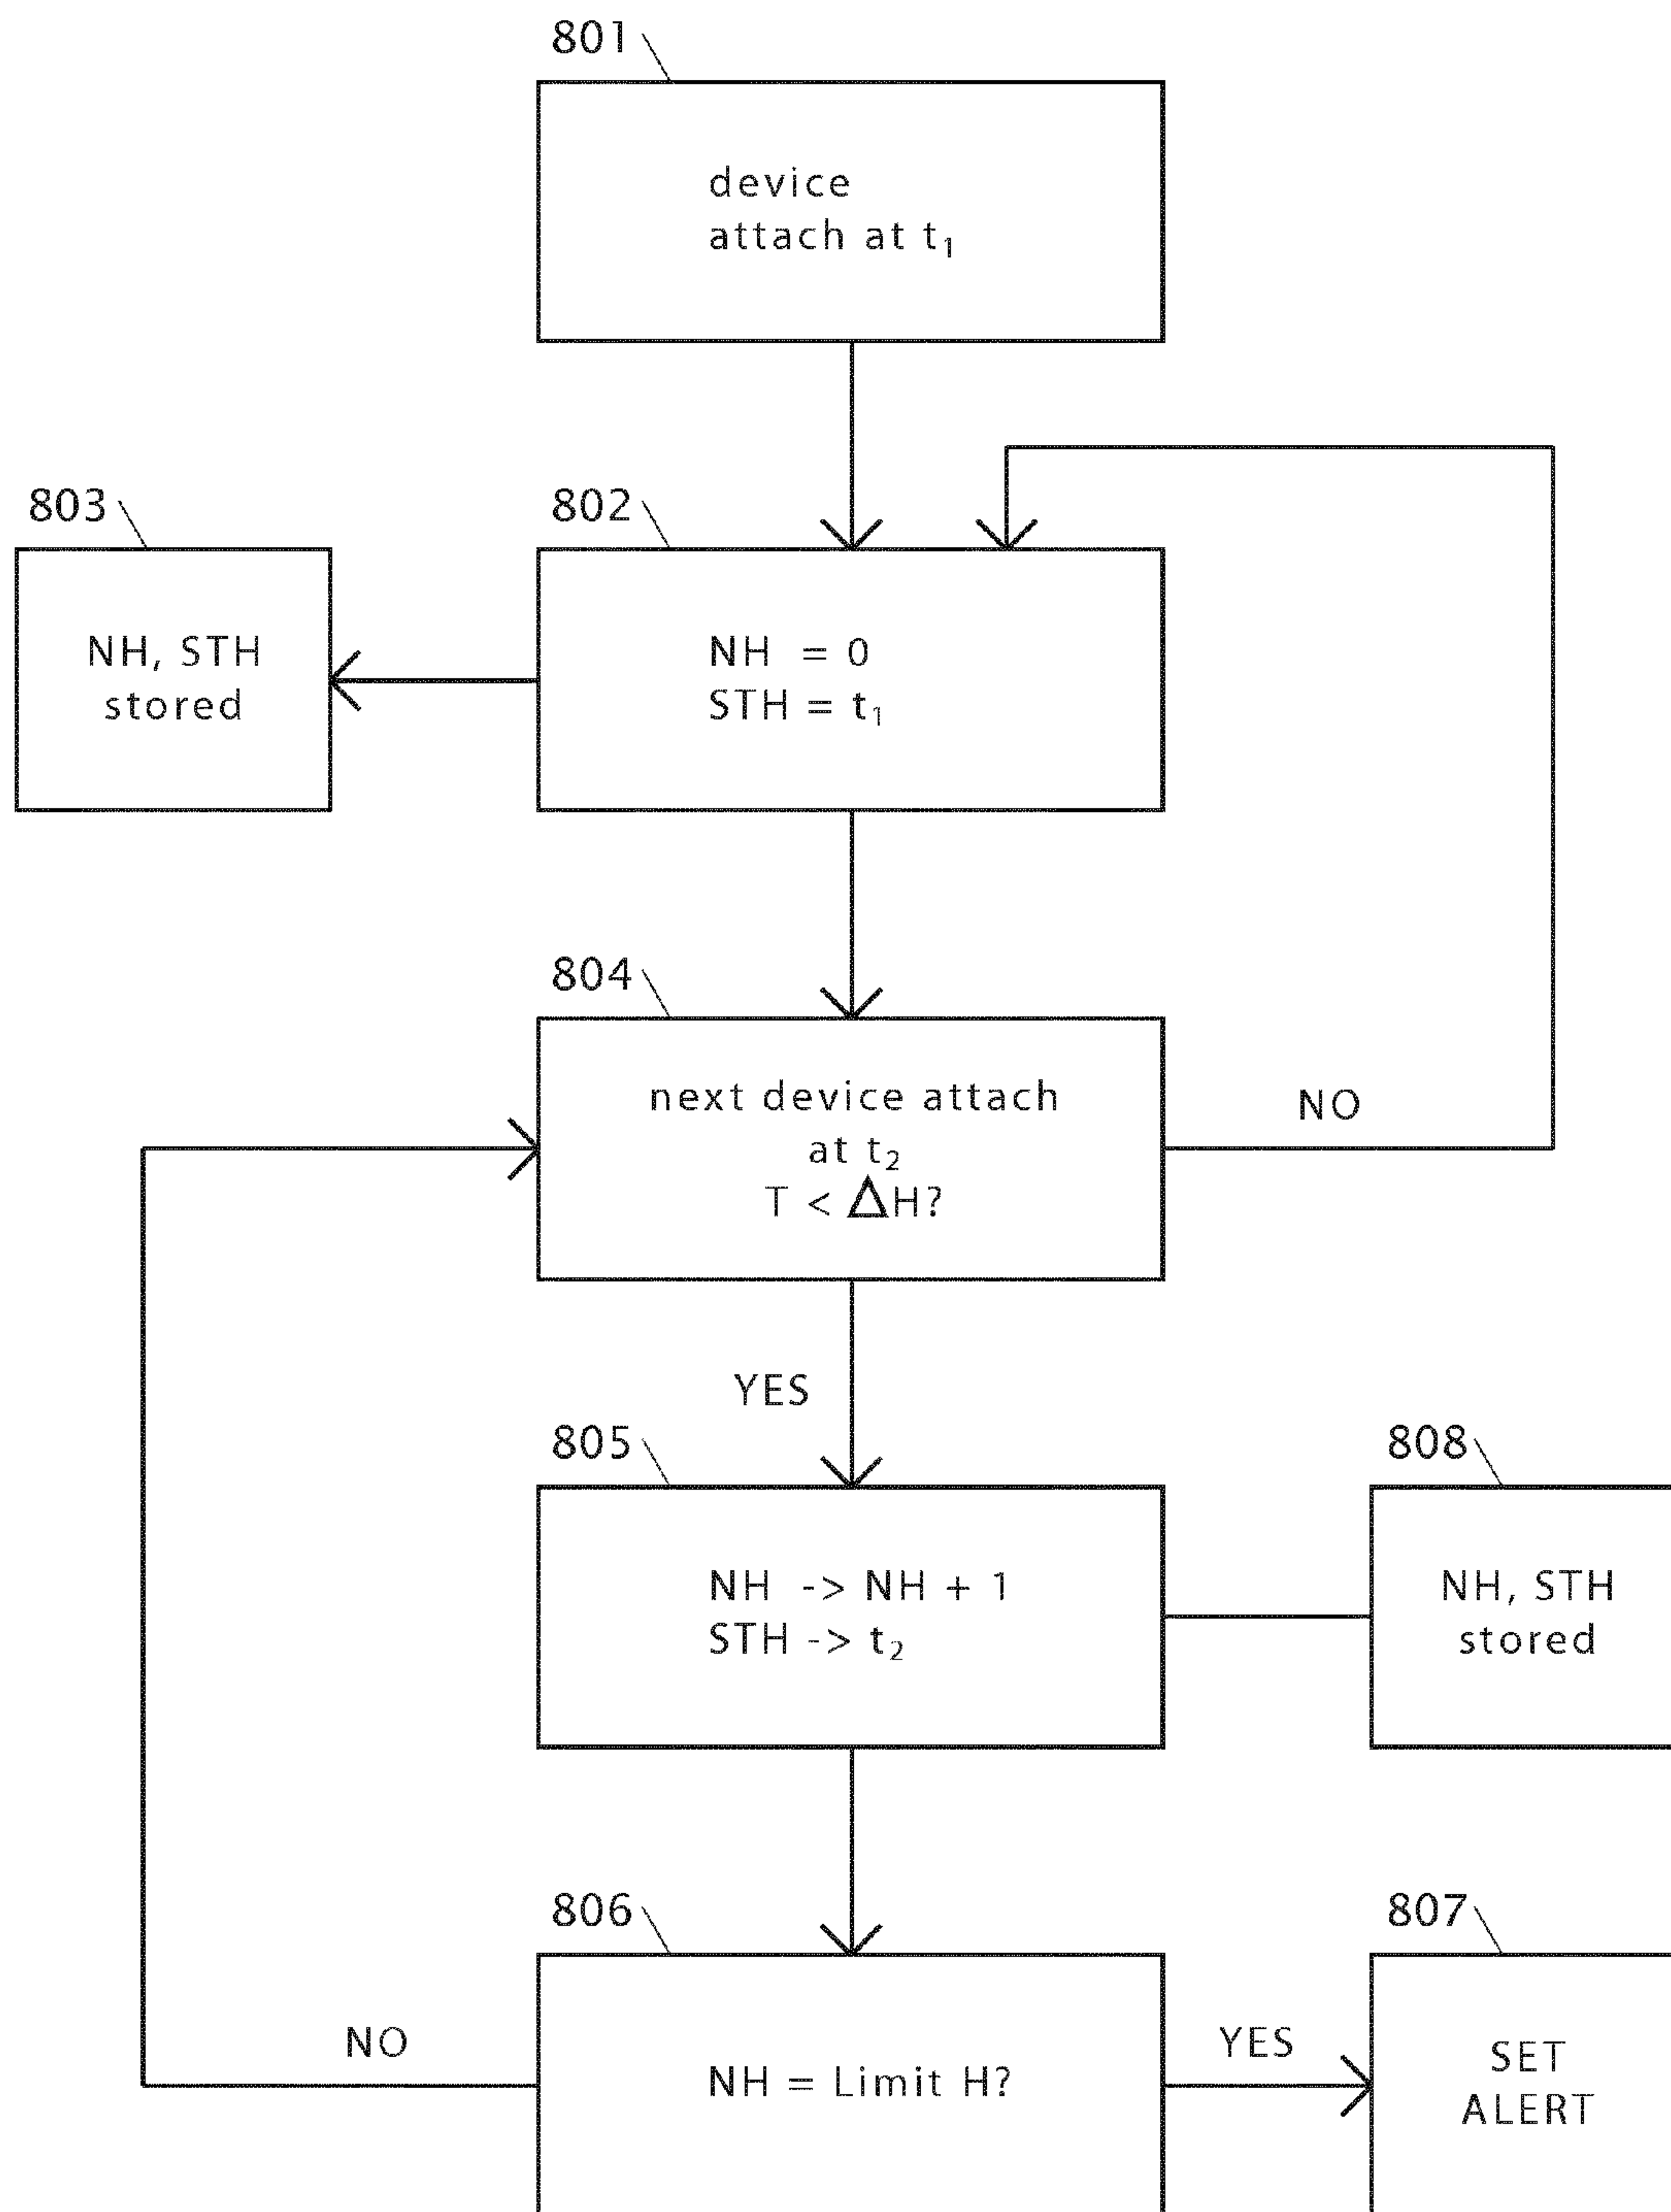 801
device
attach at t₁
803
802
NH, STH
stored
NH = 0
STH = t₁
804
next device attach
at t₂
T < ΔH?
NO
YES
805
808
NH -> NH + 1
STH -> t₂
NH, STH
stored
806
807
NO
NH = Limit H?
YES
SET
ALERT